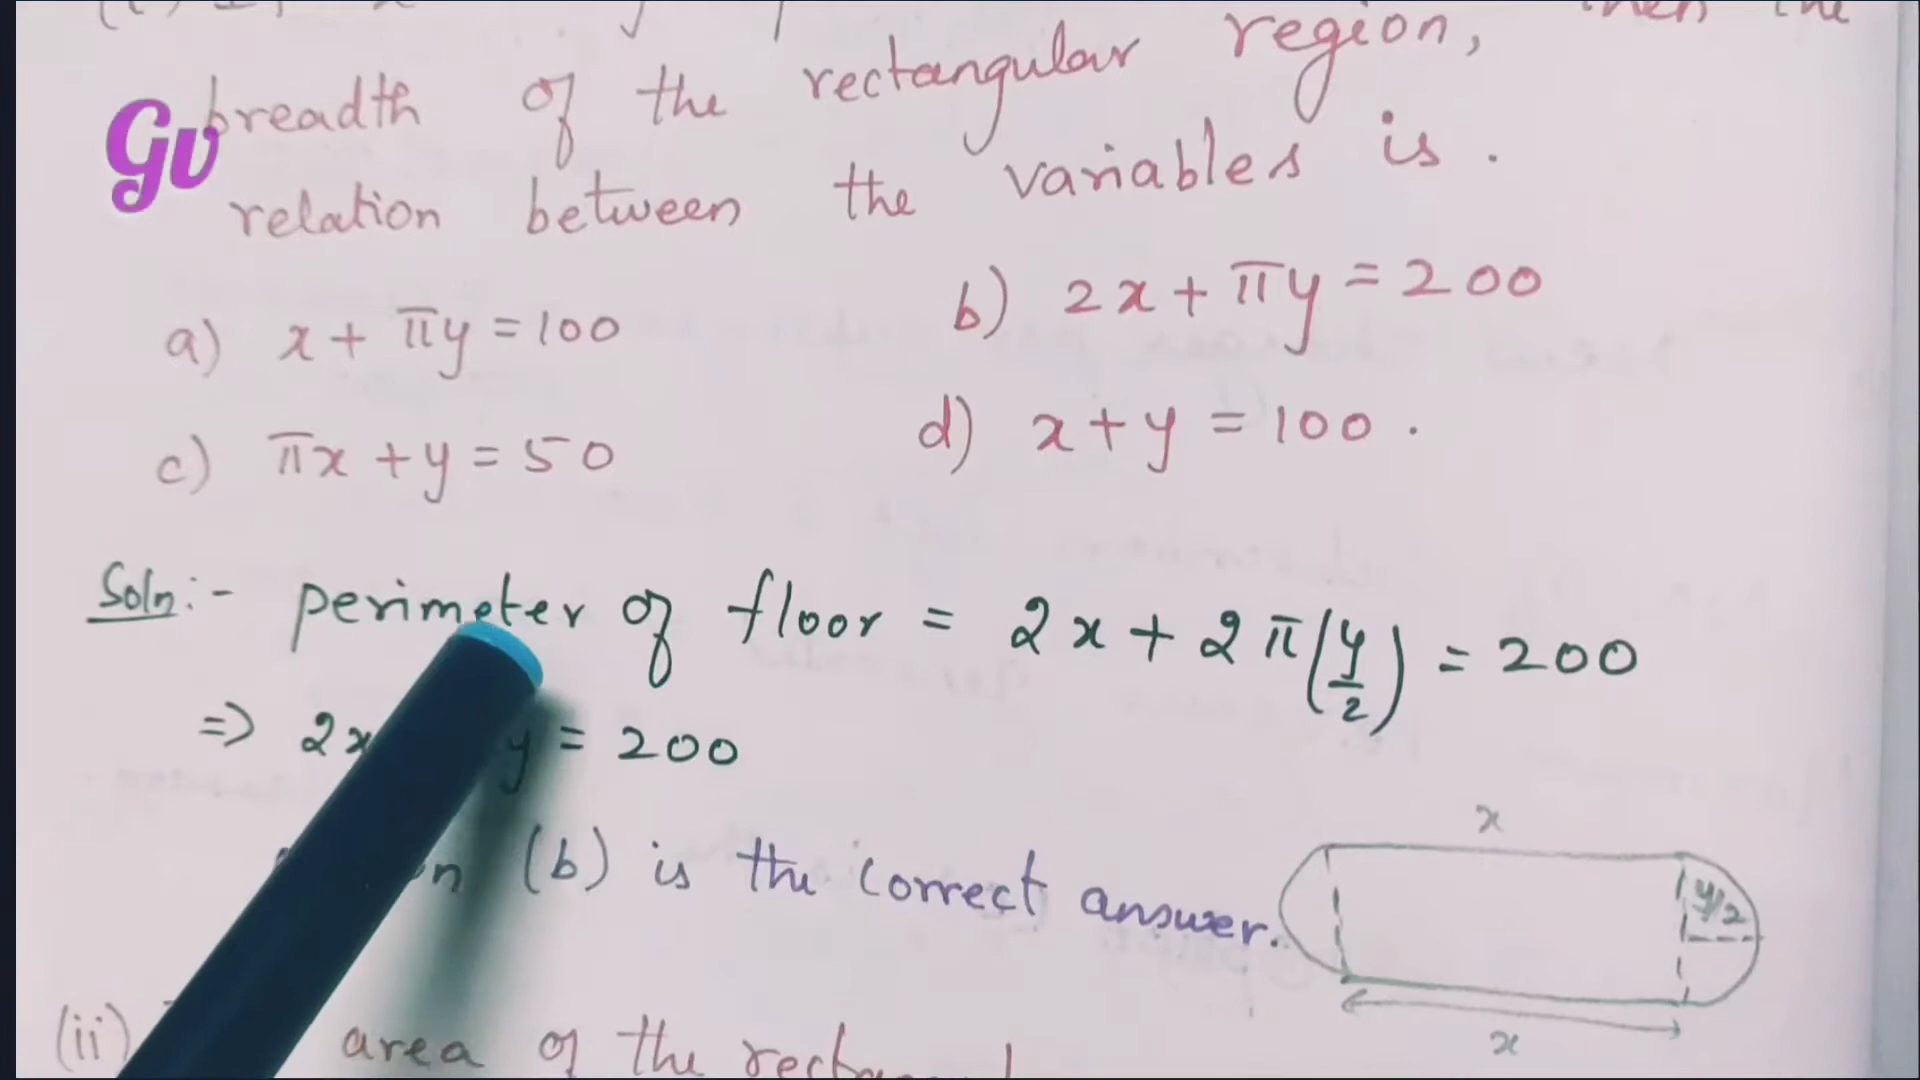 then the
breadth of the rectangular region,
Gv
relation between the variables is.
a) x + πy = 100
b) 2x + πy = 200
c) πx + y = 50
d) x + y = 100.
Soln:- perimeter of floor = 2x + 2π(y/2) = 200
=> 2x y = 200
(b) is the correct answer.
x
y/2
x
(ii) area of the